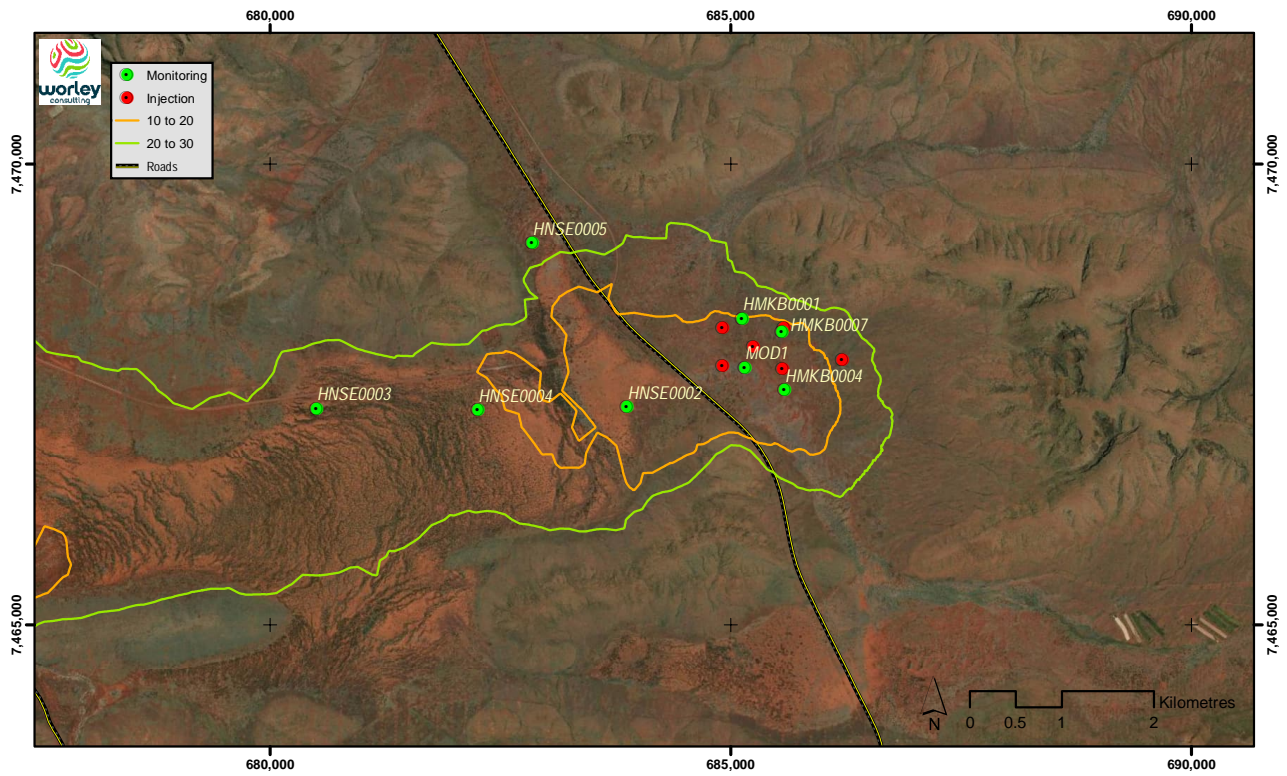 680,000
685,000
690,000
worley
consulting
Monitoring
Injection
10 to 20
20 to 30
Roads
7,470,000
7,470,000
HNSE0005
HMKB0001
HMKB0007
MOD1
HMKB0004
HNSE0003
HNSE0004
HNSE0002
7,465,000
7,465,000
Kilometres
N
0 0.5 1 2
680,000
685,000
690,000